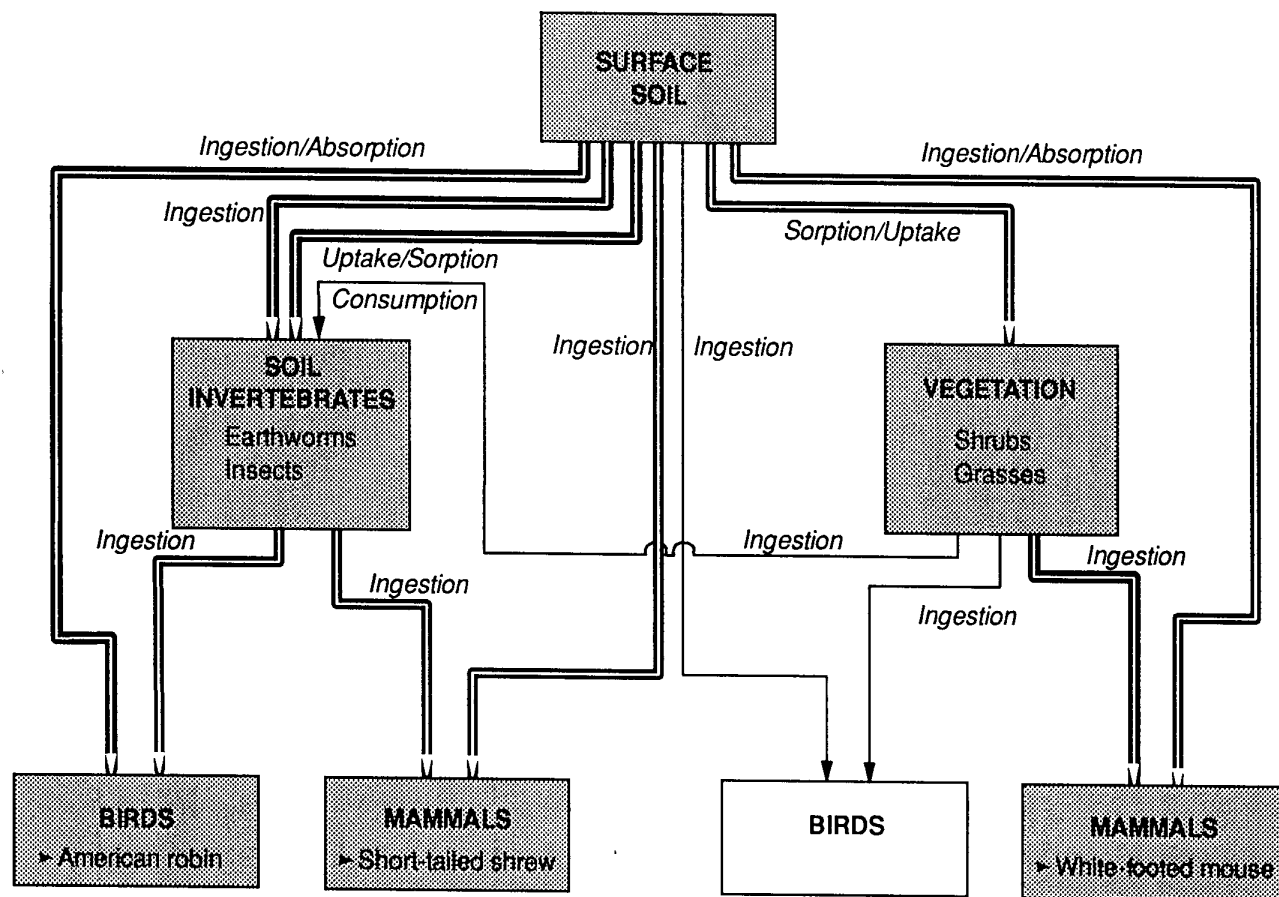 SURFACE
SOIL
Ingestion/Absorption
Ingestion/Absorption
Ingestion
Sorption/Uptake
Uptake/Sorption
Consumption
Ingestion
Ingestion
SOIL
INVERTEBRATES
Earthworms
Insects
VEGETATION
Shrubs
Grasses
Ingestion
Ingestion
Ingestion
Ingestion
Ingestion
BIRDS
➤ American robin
MAMMALS
➤ Short-tailed shrew
BIRDS
MAMMALS
➤ White-footed mouse